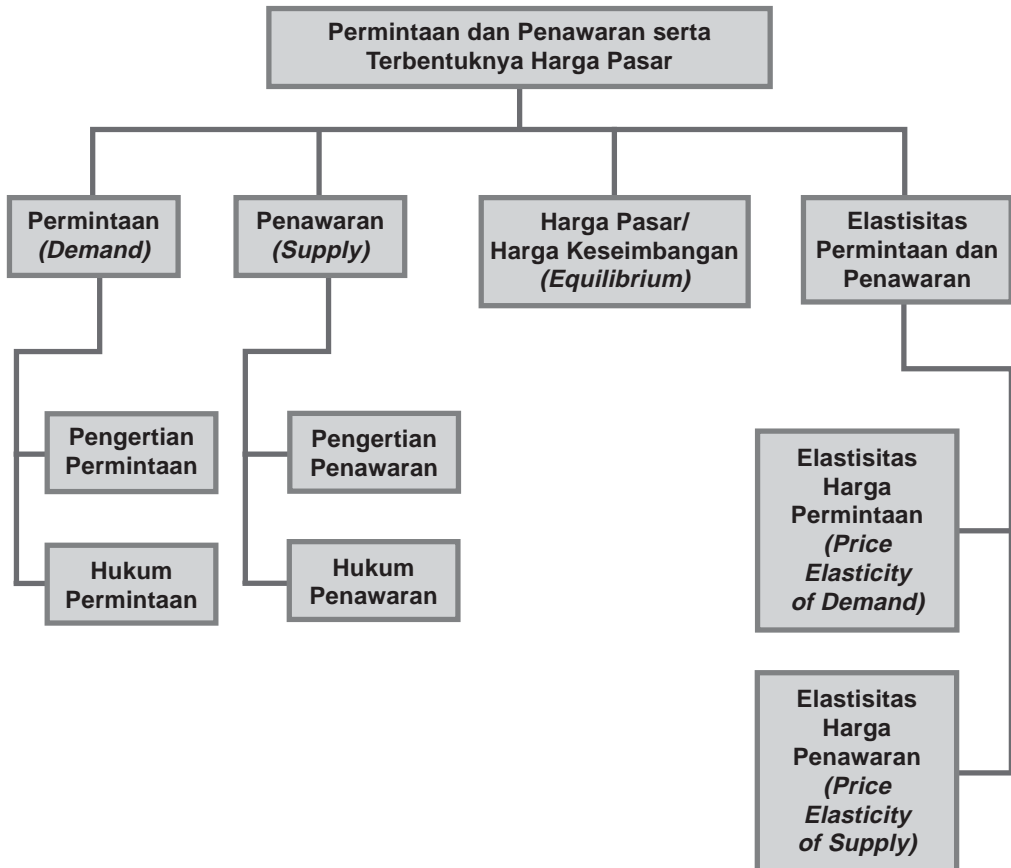 Permintaan dan Penawaran serta
Terbentuknya Harga Pasar
Permintaan
(Demand)
Penawaran
(Supply)
Harga Pasar/
Harga Keseimbangan
(Equilibrium)
Elastisitas
Permintaan dan
Penawaran
Pengertian
Permintaan
Hukum
Permintaan
Pengertian
Penawaran
Hukum
Penawaran
Elastisitas
Harga
Permintaan
(Price
Elasticity
of Demand)
Elastisitas
Harga
Penawaran
(Price
Elasticity
of Supply)